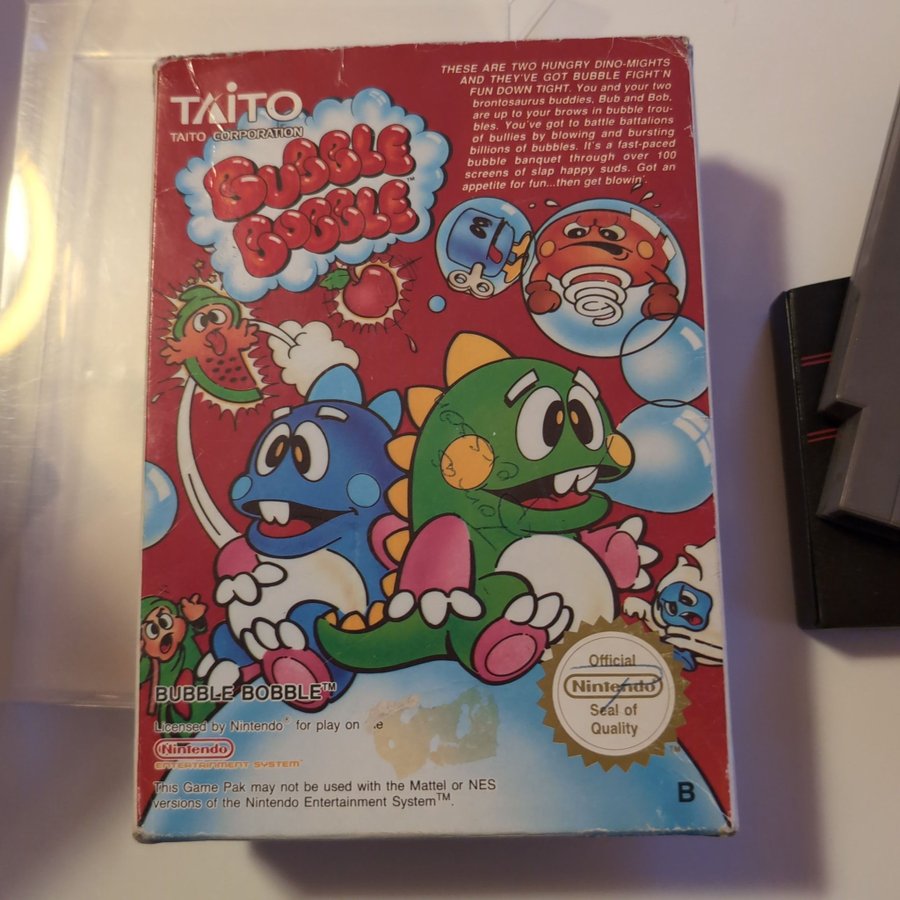 TAITO
TAITO CORPORATION
BUBBLE
BOBBLE™
THESE ARE TWO HUNGRY DINO-MIGHTS
AND THEY'VE GOT BUBBLE FIGHT'N
FUN DOWN TIGHT. You and your two
brontosaurus buddies, Bub and Bob,
are up to your brows in bubble trou-
bles. You've got to battle battalions
of bullies by blowing and bursting
billions of bubbles. It's a fast-paced
bubble banquet through over 100
screens of slap happy suds. Got an
appetite for fun...then get blowin'.
BUBBLE BOBBLE™
Licensed by Nintendo® for play on
Nintendo
ENTERTAINMENT SYSTEM™
This Game Pak may not be used with the Mattel or NES
versions of the Nintendo Entertainment System™.
Official
Nintendo
Seal of
Quality
TM
B